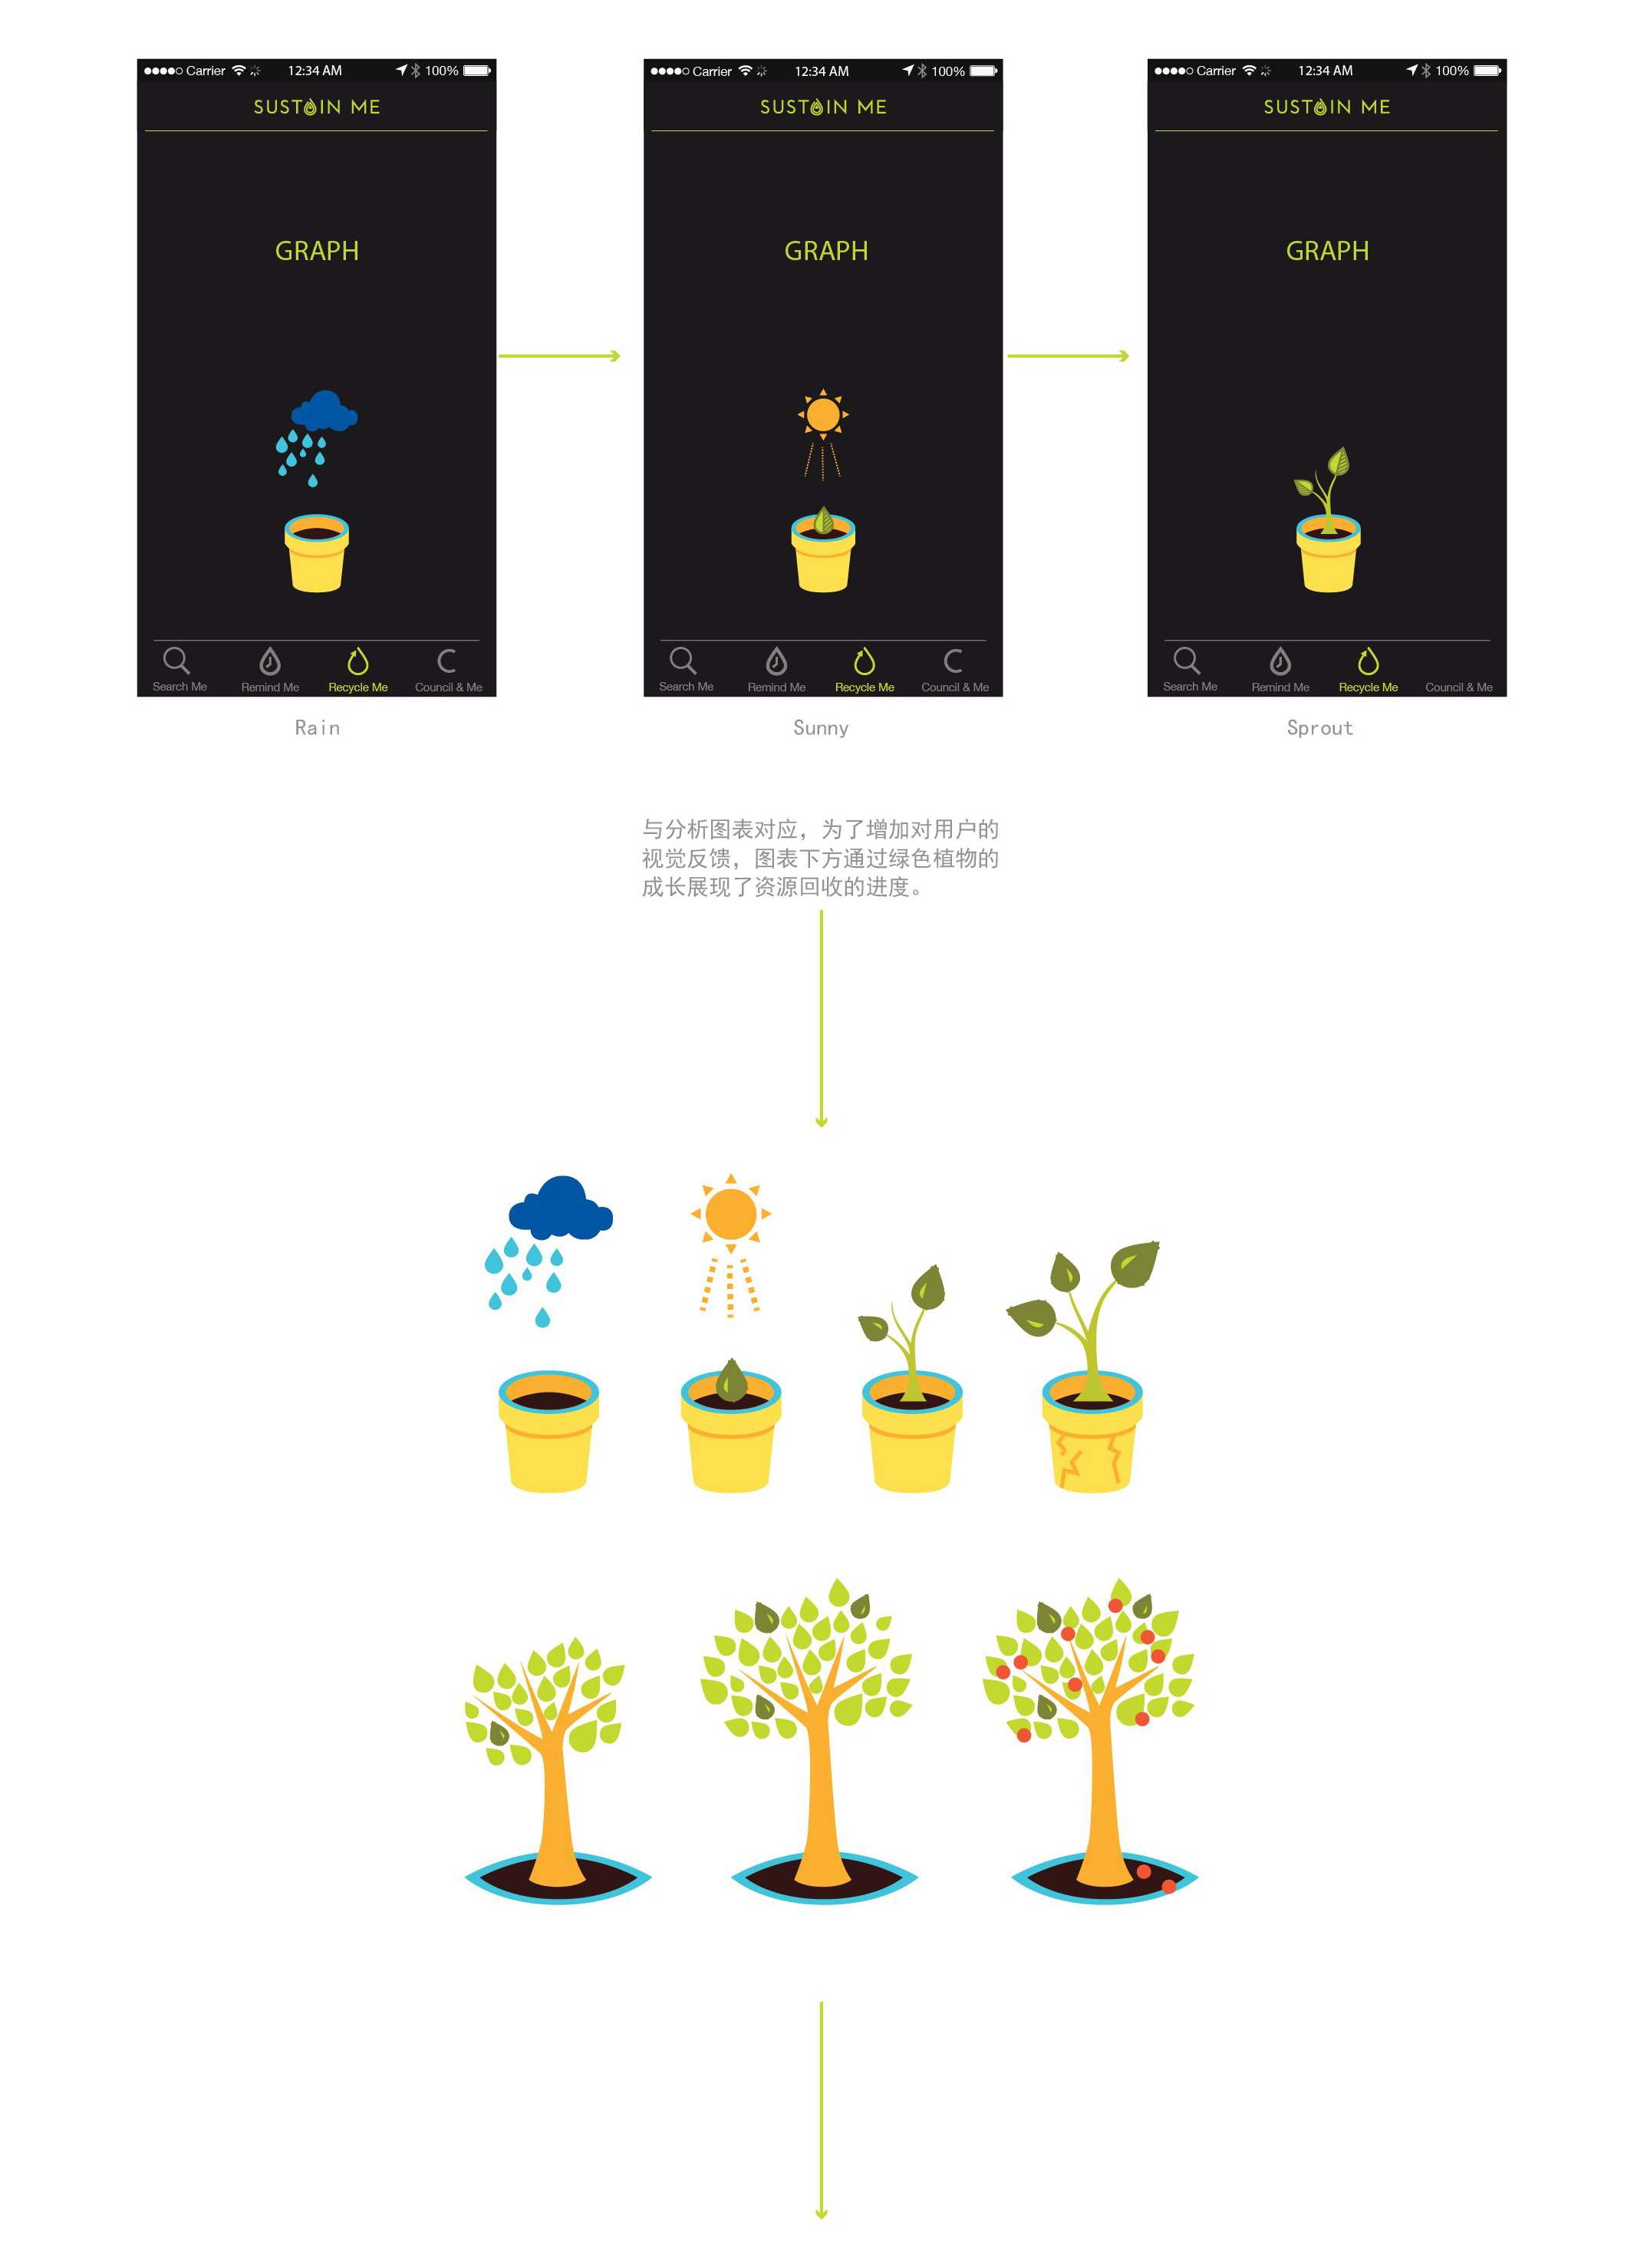 Carrier 12:34 AM 100%
SUSTAIN ME
GRAPH
Search Me Remind Me Recycle Me Council & Me
Rain
Carrier 12:34 AM 100%
SUSTAIN ME
GRAPH
Search Me Remind Me Recycle Me Council & Me
Sunny
Carrier 12:34 AM 100%
SUSTAIN ME
GRAPH
Search Me Remind Me Recycle Me Council & Me
Sprout
与分析图表对应，为了增加对用户的
视觉反馈，图表下方通过绿色植物的
成长展现了资源回收的进度。